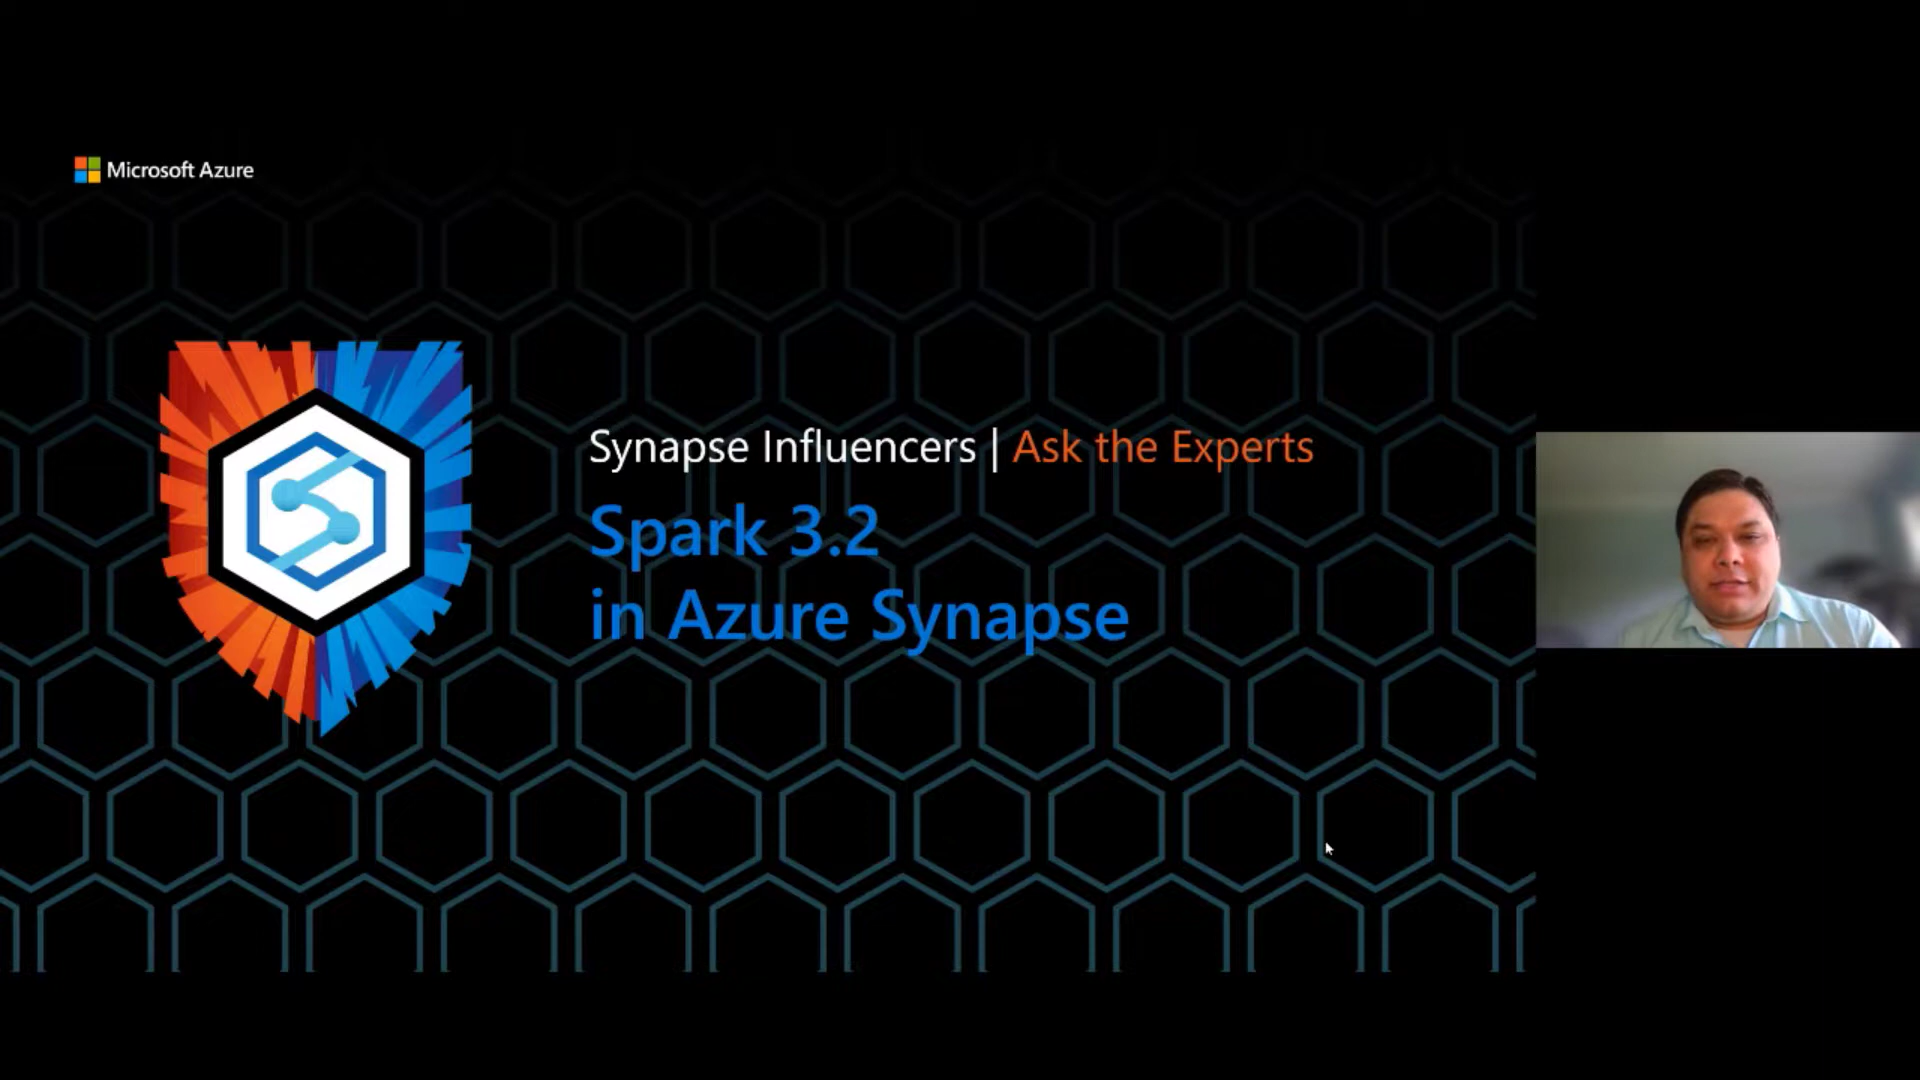 Microsoft Azure
Synapse Influencers | Ask the Experts
Spark 3.2
in Azure Synapse